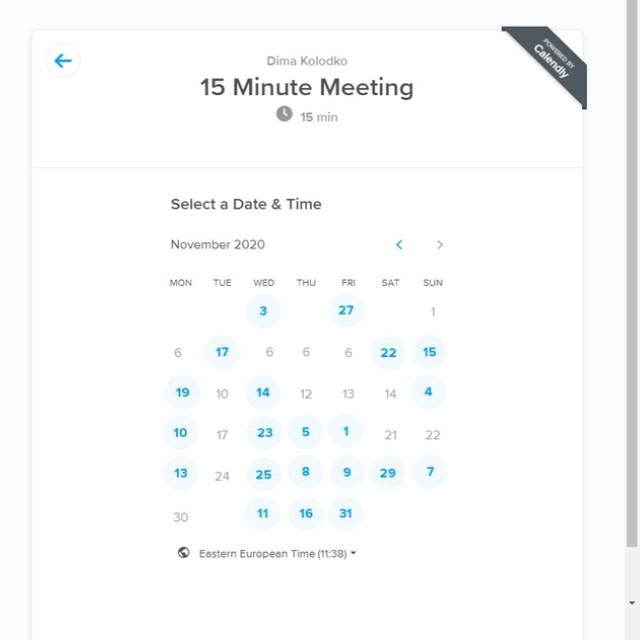 POWERED BY
Calendly
Dima Kolodko
15 Minute Meeting
15 min
Select a Date & Time
November 2020
MON TUE WED THU FRI SAT SUN
3 27 1
6 17 6 6 6 22 15
19 10 14 12 13 14 4
10 17 23 5 1 21 22
13 24 25 8 9 29 7
30 11 16 31
Eastern European Time (11:38)